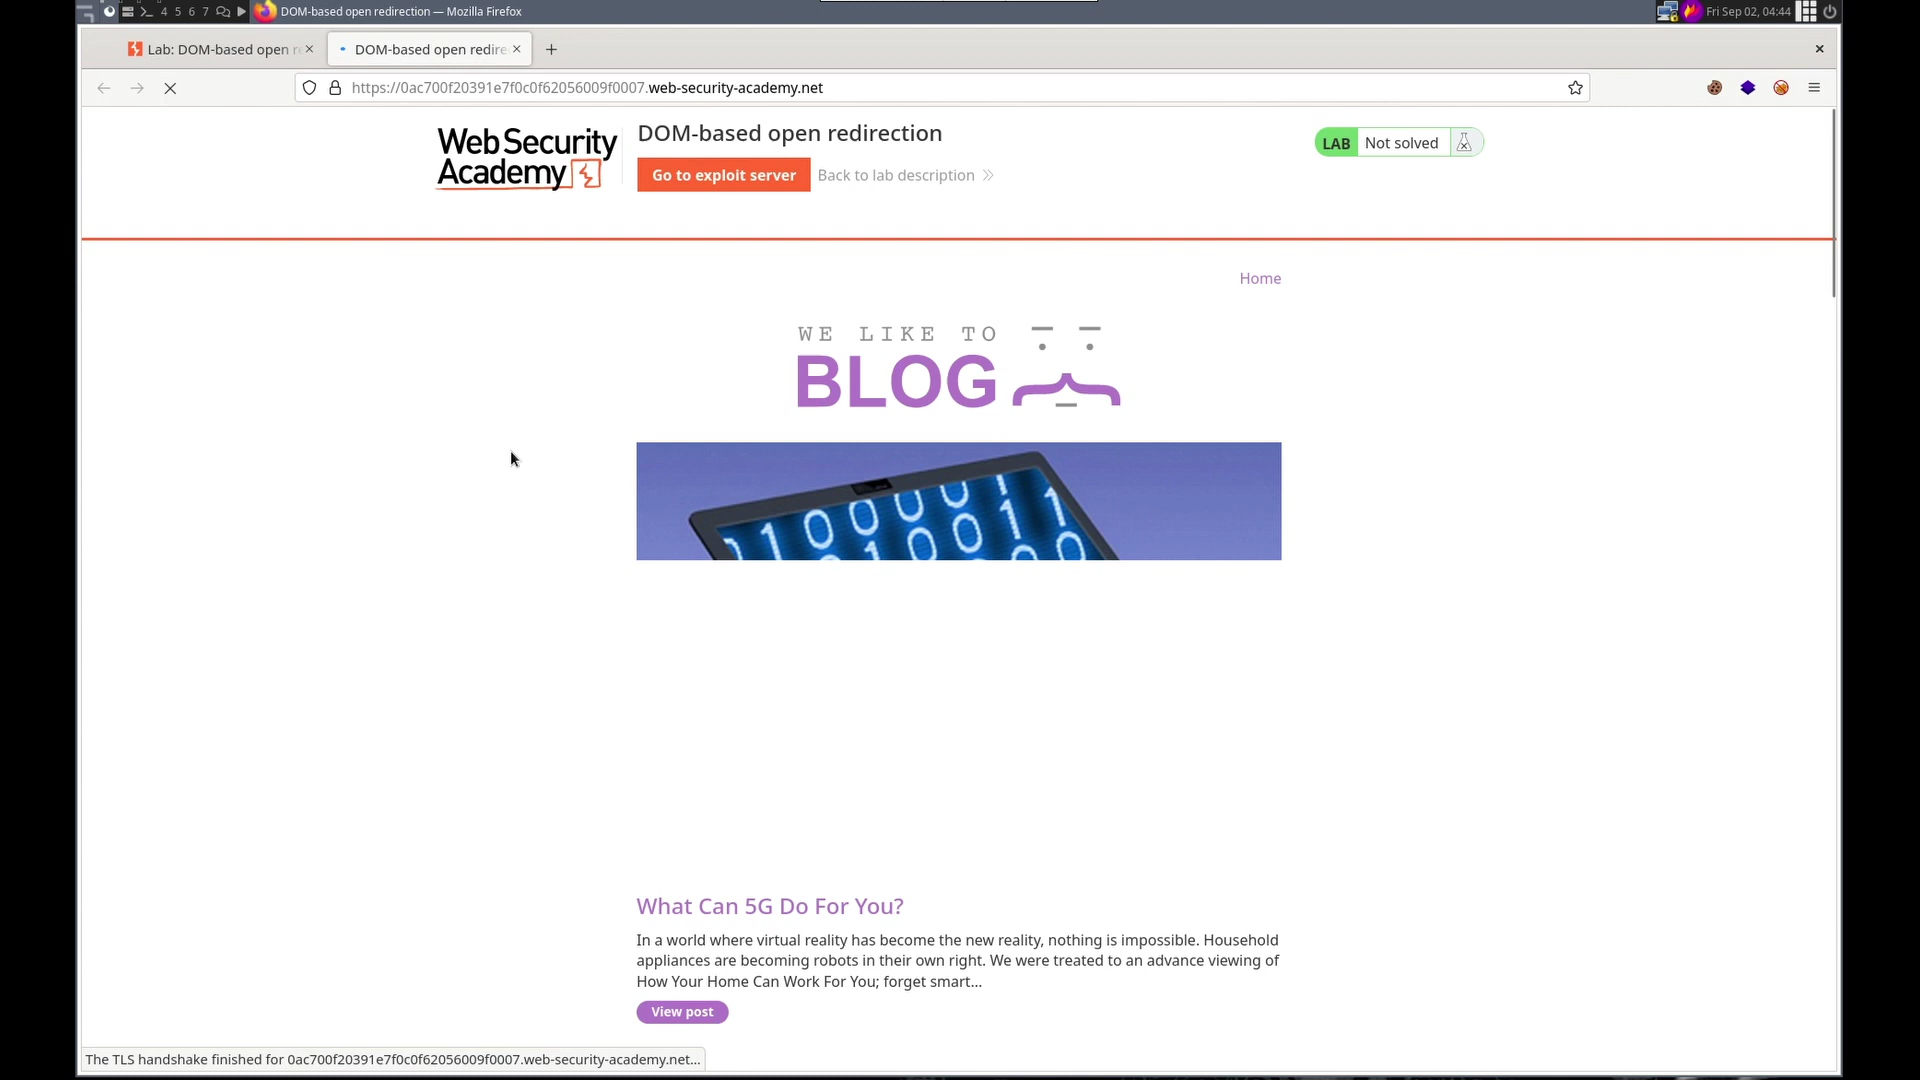 4 5 6 7 DOM-based open redirection — Mozilla Firefox Fri Sep 02, 04:44
Lab: DOM-based open re DOM-based open redire
https://0ac700f20391e7f0c0f62056009f0007.web-security-academy.net
Web Security
Academy
DOM-based open redirection
Go to exploit server Back to lab description
LAB Not solved
Home
WE LIKE TO
BLOG
What Can 5G Do For You?
In a world where virtual reality has become the new reality, nothing is impossible. Household
appliances are becoming robots in their own right. We were treated to an advance viewing of
How Your Home Can Work For You; forget smart...
View post
The TLS handshake finished for 0ac700f20391e7f0c0f62056009f0007.web-security-academy.net...